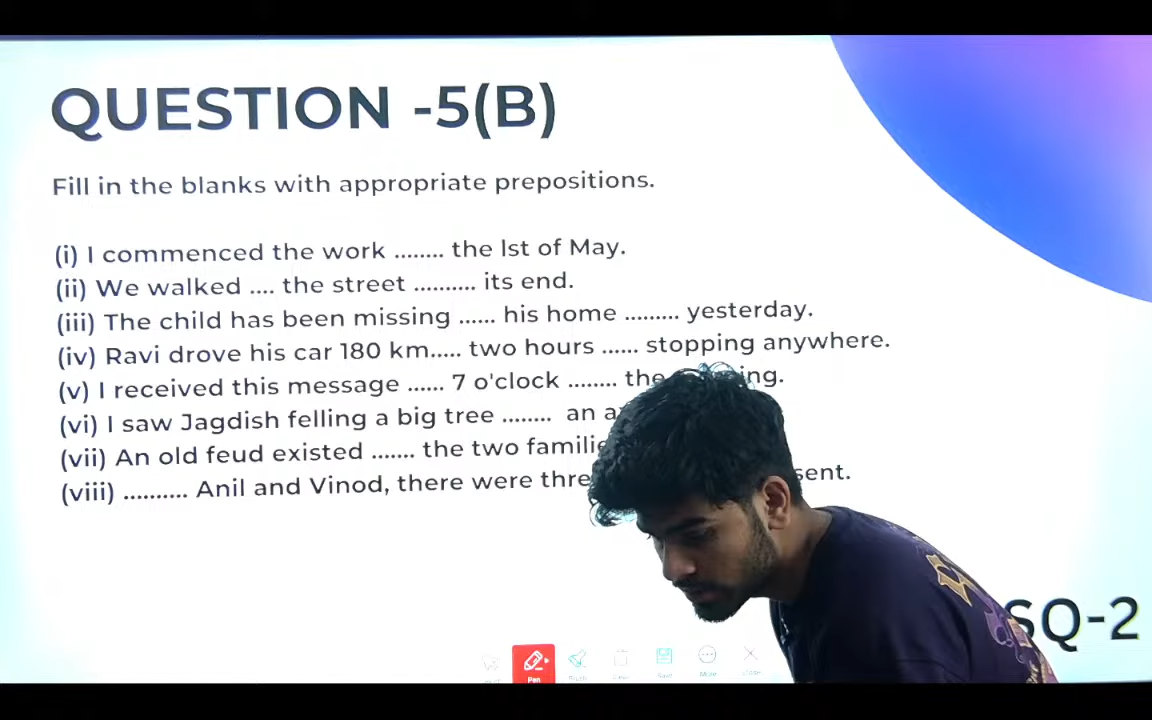 QUESTION -5(B)
Fill in the blanks with appropriate prepositions.
(i) I commenced the work ........ the Ist of May.
(ii) We walked .... the street .......... its end.
(iii) The child has been missing ...... his home ......... yesterday.
(iv) Ravi drove his car 180 km..... two hours ...... stopping anywhere.
(v) I received this message ...... 7 o'clock ........ the
(vi) I saw Jagdish felling a big tree ........ an
(vii) An old feud existed ....... the two
(viii) .......... Anil and Vinod, there were
SQ-2
Pen
Save
More